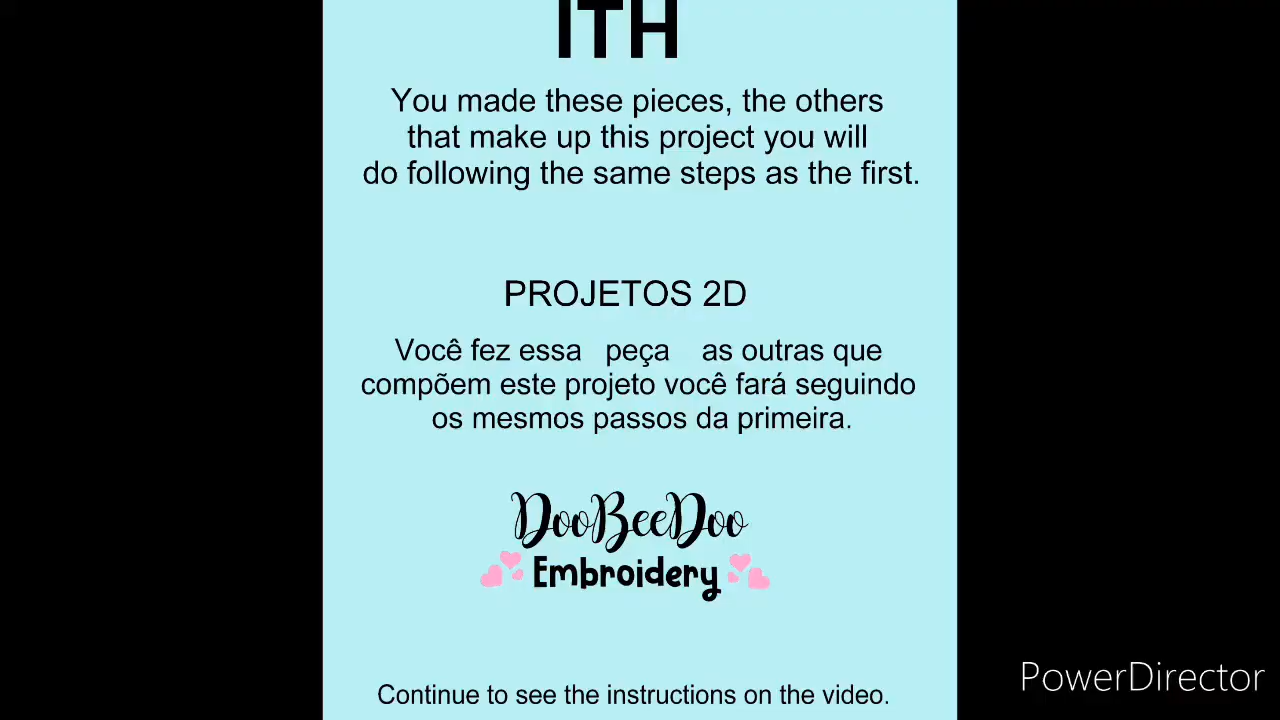 ITH
You made these pieces, the others
that make up this project you will
do following the same steps as the first.
PROJETOS 2D
Você fez essa peça as outras que
compõem este projeto você fará seguindo
os mesmos passos da primeira.
DooBeeDoo
Embroidery
Continue to see the instructions on the video.
PowerDirector